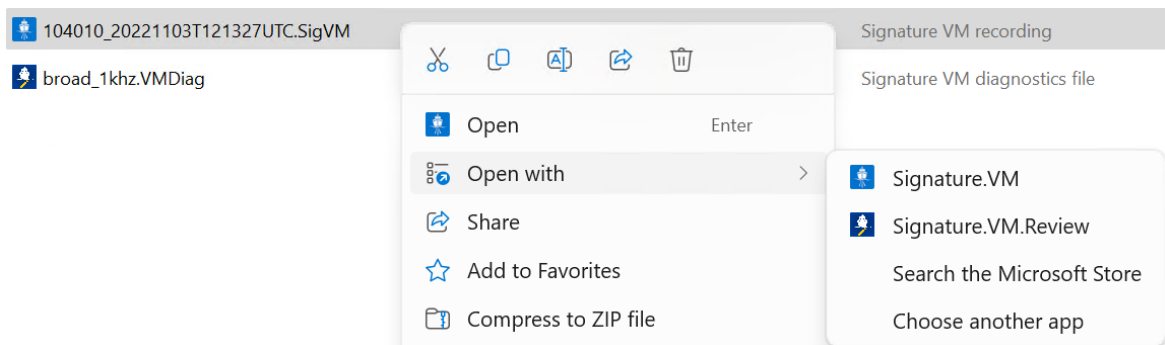 104010_20221103T121327UTC.SigVM Signature VM recording
broad_1khz.VMDiag Signature VM diagnostics file
Open Enter
Open with
Share
Add to Favorites
Compress to ZIP file
Signature.VM
Signature.VM.Review
Search the Microsoft Store
Choose another app